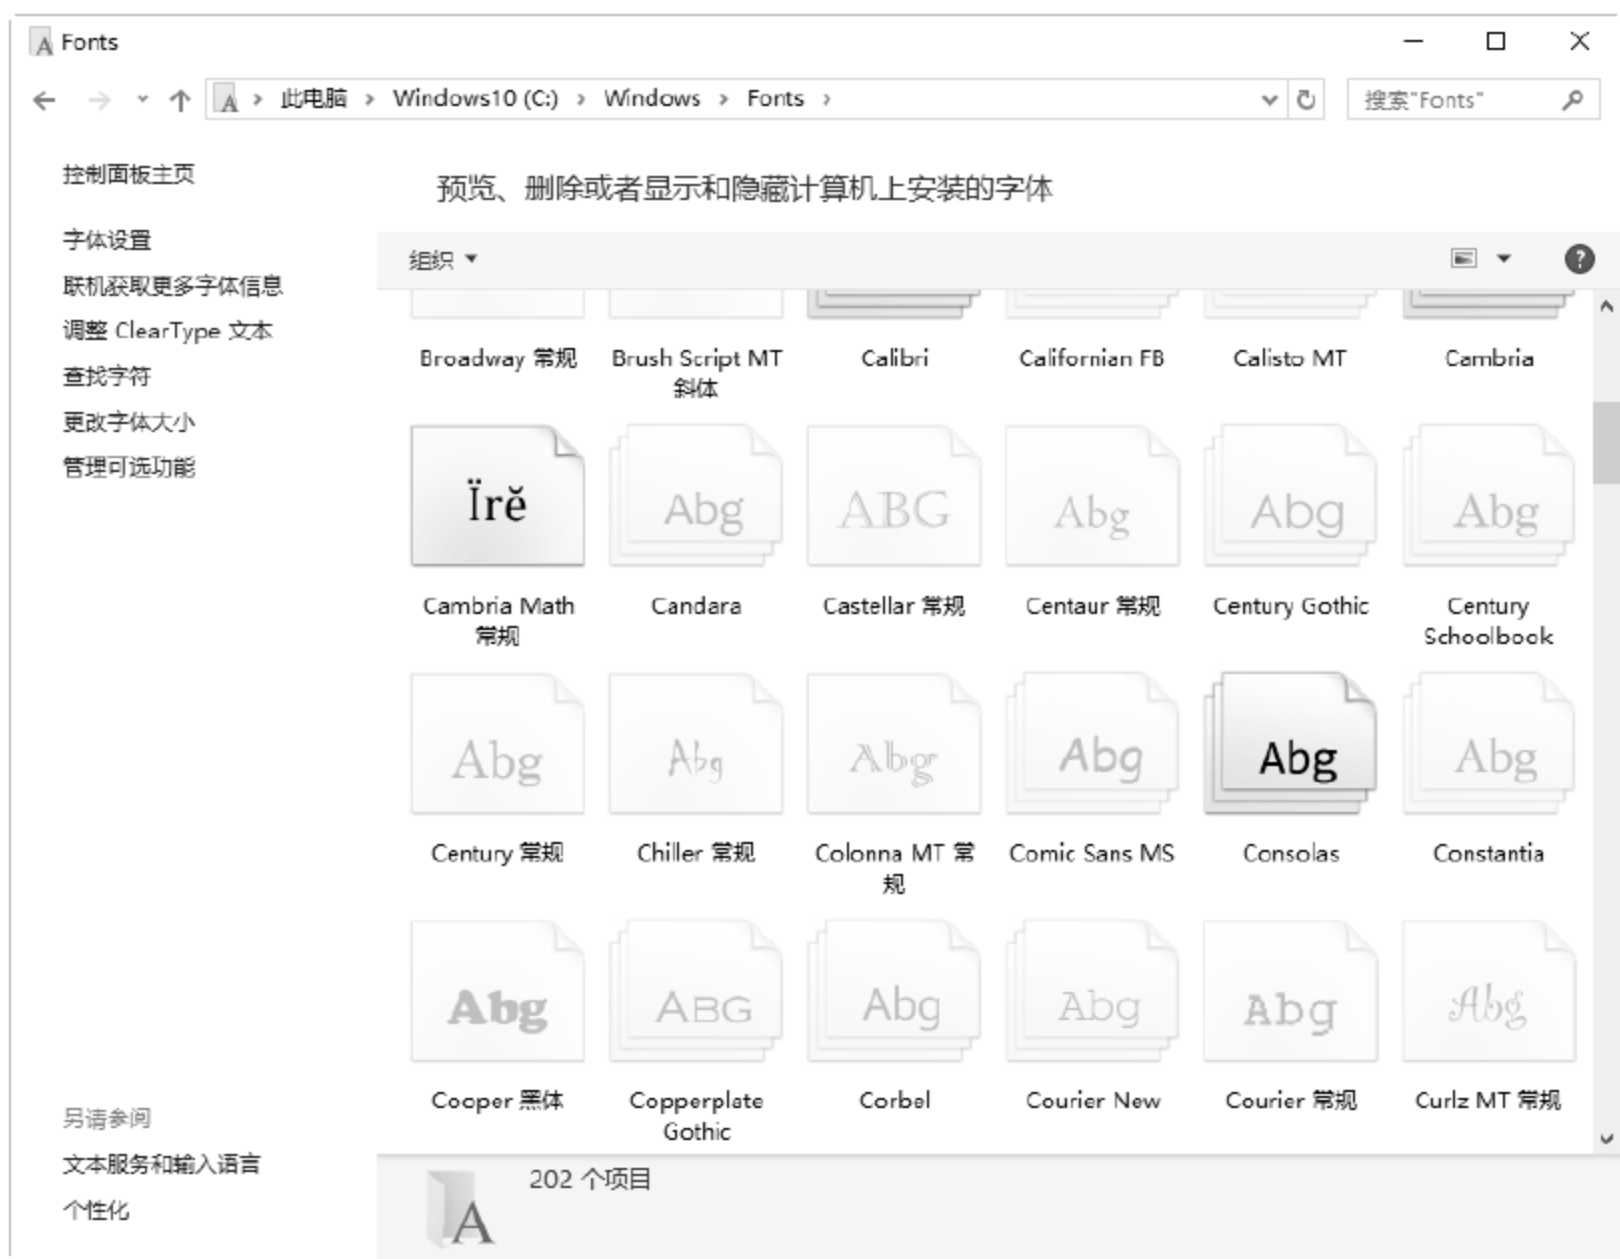 Fonts
此电脑 > Windows10 (C:) > Windows > Fonts >
搜索"Fonts"
控制面板主页
字体设置
联机获取更多字体信息
调整 ClearType 文本
查找字符
更改字体大小
管理可选功能
另请参阅
文本服务和输入语言
个性化
预览、删除或者显示和隐藏计算机上安装的字体
组织
Broadway 常规
Brush Script MT
斜体
Calibri
Californian FB
Calisto MT
Cambria
Ïrĕ
Abg
ABG
Abg
Abg
Abg
Cambria Math
常规
Candara
Castellar 常规
Centaur 常规
Century Gothic
Century
Schoolbook
Abg
Abg
Abg
Abg
Abg
Abg
Century 常规
Chiller 常规
Colonna MT 常
规
Comic Sans MS
Consolas
Constantia
Abg
ABG
Abg
Abg
Abg
Abg
Cooper 黑体
Copperplate
Gothic
Corbel
Courier New
Courier 常规
Curlz MT 常规
202 个项目